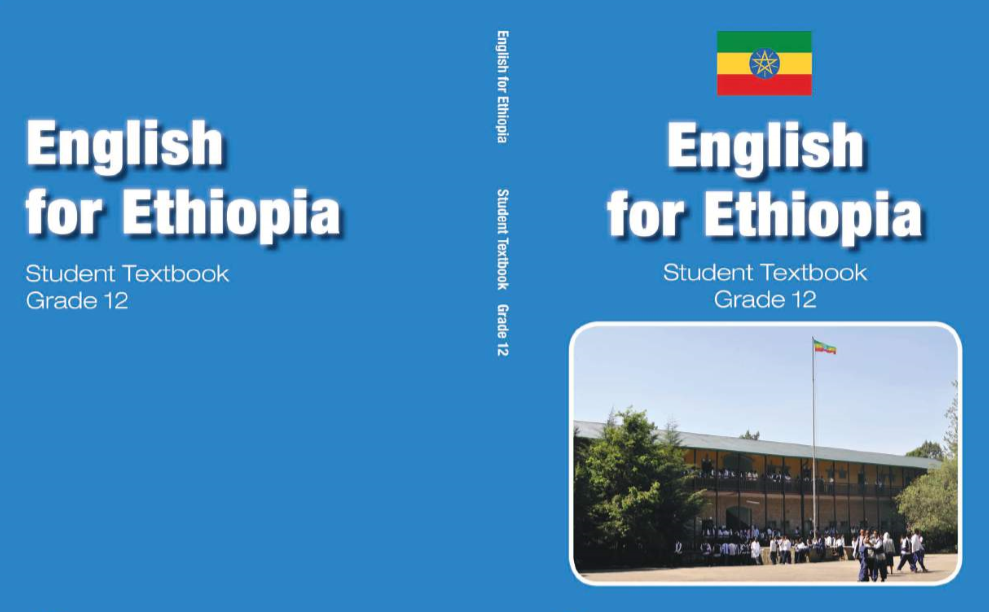 English
for Ethiopia
Student Textbook
Grade 12
English for Ethiopia Student Textbook Grade 12
English
for Ethiopia
Student Textbook
Grade 12